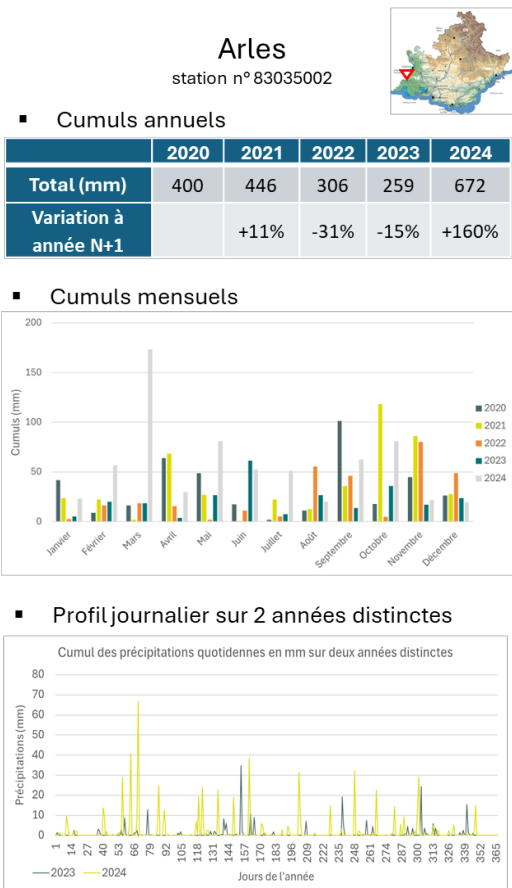 Arles
station n° 83035002
▪ Cumuls annuels
2020 2021 2022 2023 2024
Total (mm) 400 446 306 259 672
Variation à
année N+1
+11% -31% -15% +160%
▪ Cumuls mensuels
200
150
100
50
0
Cumuls (mm)
Janvier Février Mars Avril Mai Juin Juillet Août Septembre Octobre Novembre Décembre
2020
2021
2022
2023
2024
▪ Profil journalier sur 2 années distinctes
Cumul des précipitations quotidennes en mm sur deux années distinctes
80
70
60
50
40
30
20
10
0
Précipitations (mm)
1 14 27 40 53 66 79 92 105 118 131 144 157 170 183 196 209 222 235 248 261 274 287 300 313 326 339 352 365
2023 2024
Jours de l'année